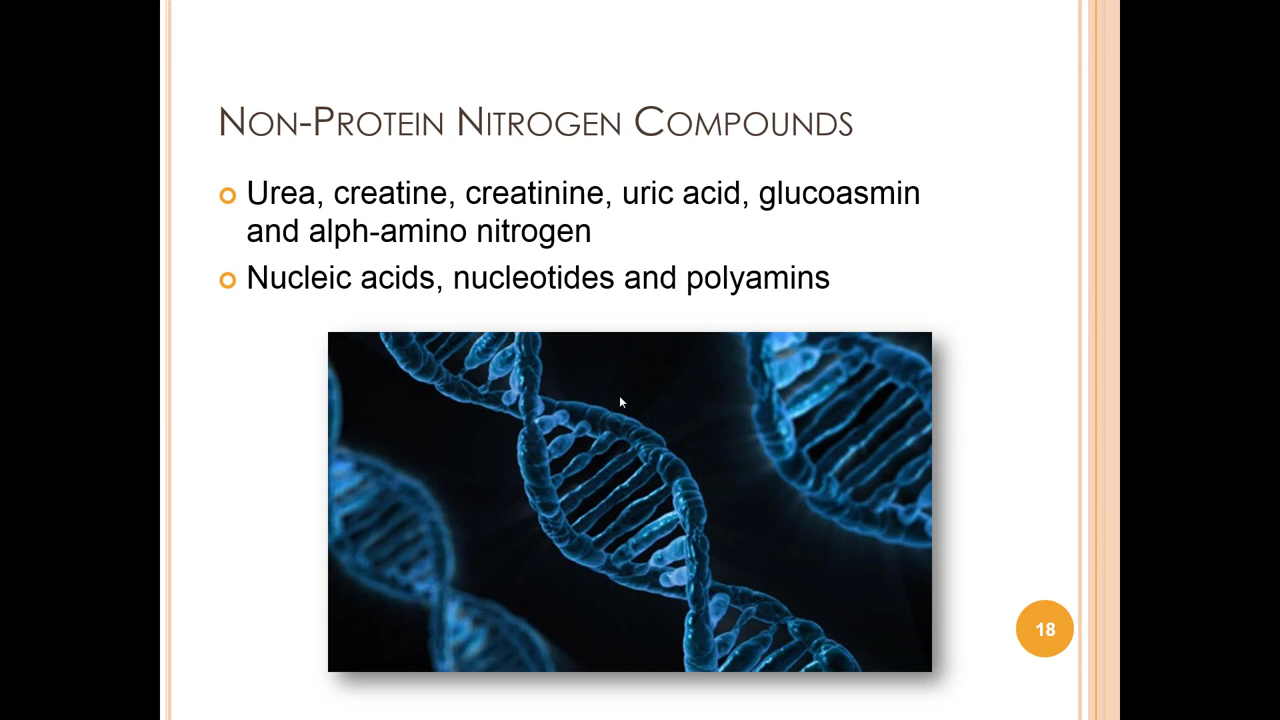 Non-Protein Nitrogen Compounds
Urea, creatine, creatinine, uric acid, glucoasmin
and alph-amino nitrogen
Nucleic acids, nucleotides and polyamins
18